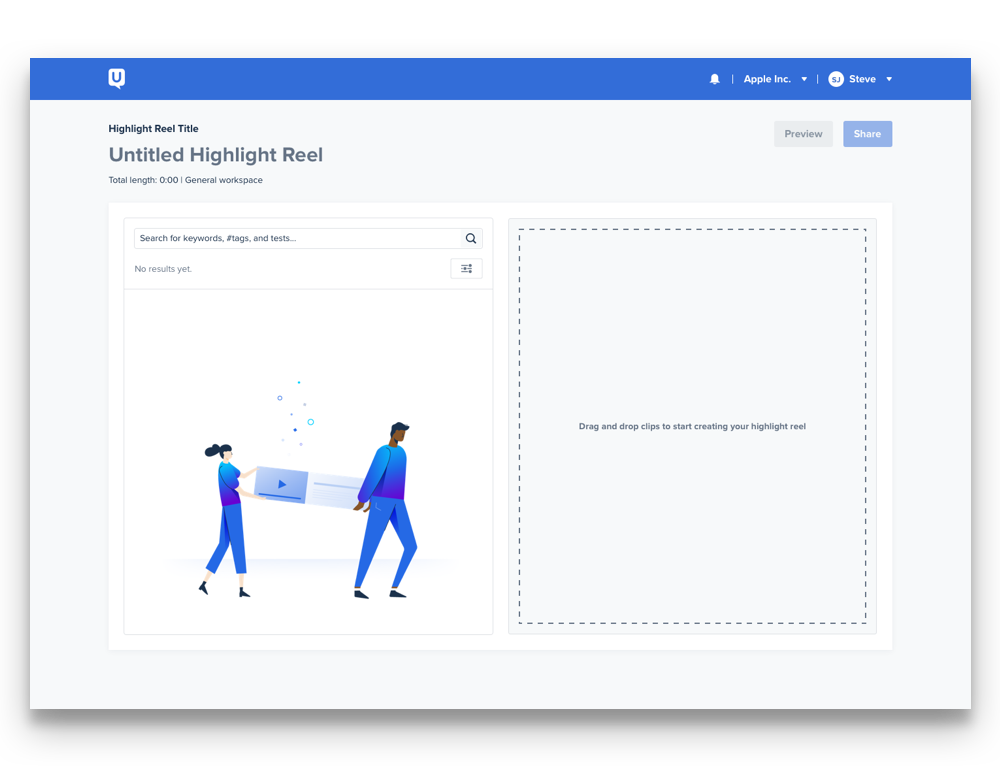 U
Apple Inc.
SJ Steve
Highlight Reel Title
Untitled Highlight Reel
Total length: 0:00 | General workspace
Preview
Share
Search for keywords, #tags, and tests...
No results yet.
Drag and drop clips to start creating your highlight reel